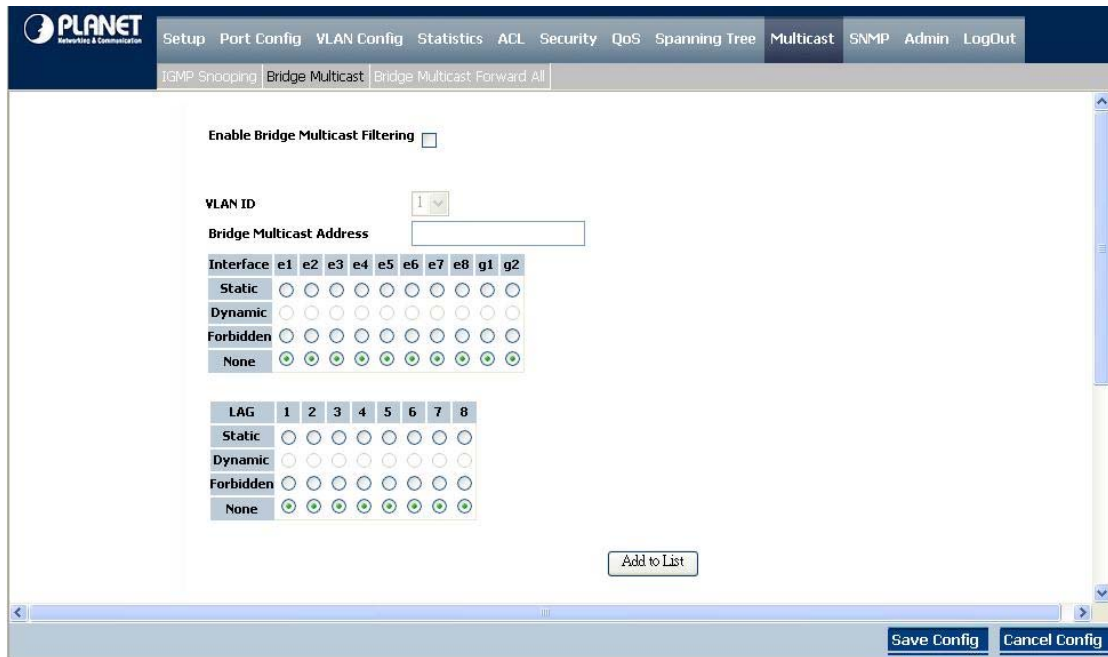 PLANET
Networking & Communication
Setup Port Config VLAN Config Statistics ACL Security QoS Spanning Tree Multicast SNMP Admin LogOut
IGMP Snooping Bridge Multicast Bridge Multicast Forward All
Enable Bridge Multicast Filtering
VLAN ID 1
Bridge Multicast Address
Interface e1 e2 e3 e4 e5 e6 e7 e8 g1 g2
Static
Dynamic
Forbidden
None
LAG 1 2 3 4 5 6 7 8
Static
Dynamic
Forbidden
None
Add to List
Save Config Cancel Config